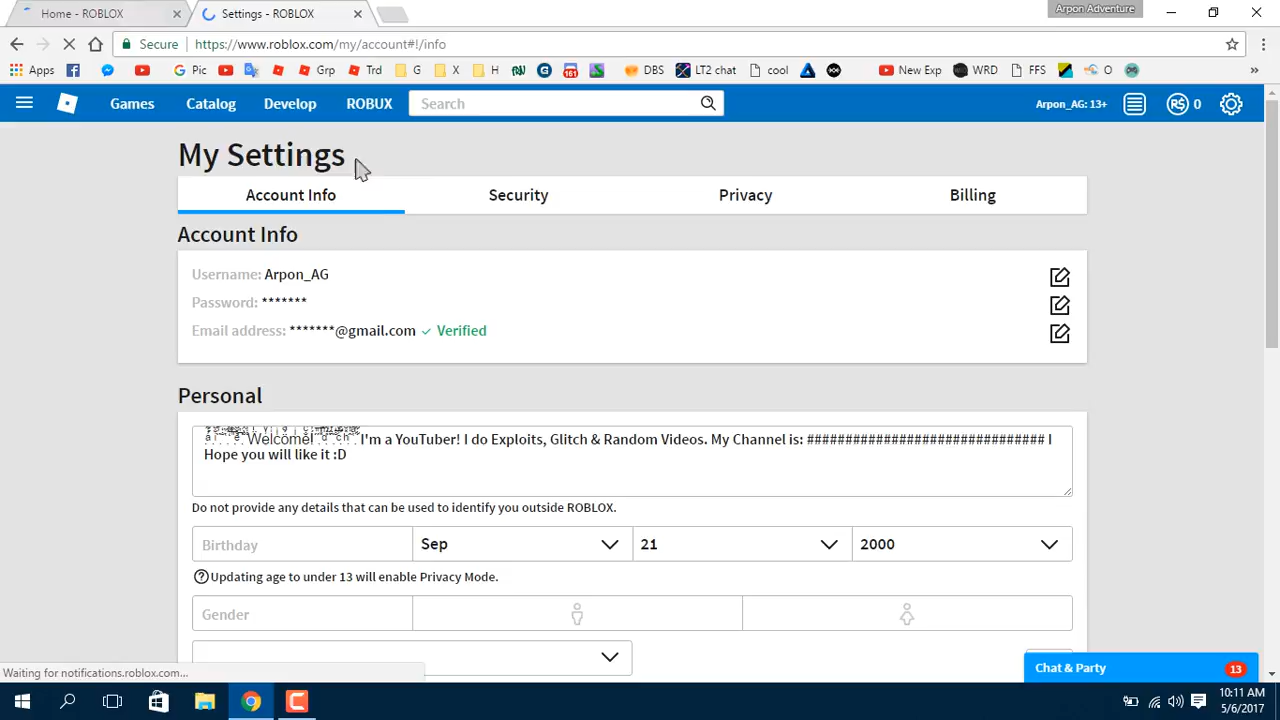 Home - ROBLOX
Settings - ROBLOX
Arpon Adventure
Secure
https://www.roblox.com/my/account#!/info
Apps Pic Grp Trd G X H 161 DBS LT2 chat cool New Exp WRD FFS O
Games Catalog Develop ROBUX Search Arpon_AG: 13+ R$ 0
My Settings
Account Info Security Privacy Billing
Account Info
Username: Arpon_AG
Password: *******
Email address: *******@gmail.com ✓ Verified
Personal
Welcome! I'm a YouTuber! I do Exploits, Glitch & Random Videos. My Channel is: ############################### I
Hope you will like it :D
Do not provide any details that can be used to identify you outside ROBLOX.
Birthday Sep 21 2000
Updating age to under 13 will enable Privacy Mode.
Gender
Waiting for notifications.roblox.com...
Chat & Party 13
10:11 AM
5/6/2017